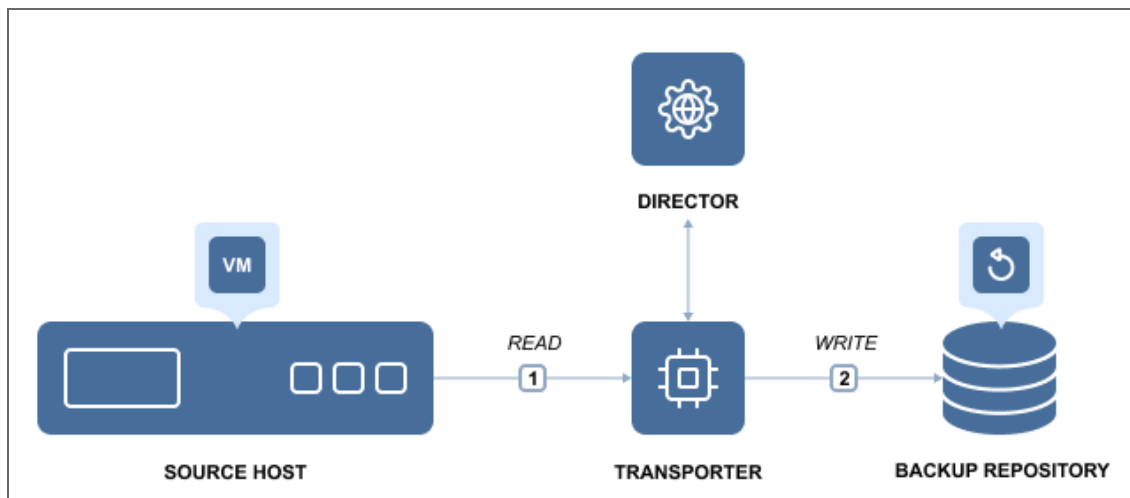 DIRECTOR
VM
READ
1
WRITE
2
SOURCE HOST
TRANSPORTER
BACKUP REPOSITORY